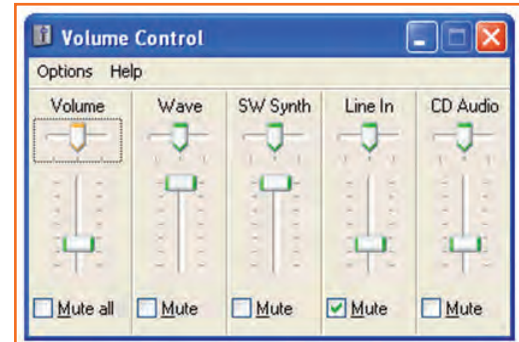 Volume Control
Options Help
Volume Wave SW Synth Line In CD Audio
Mute all Mute Mute Mute Mute